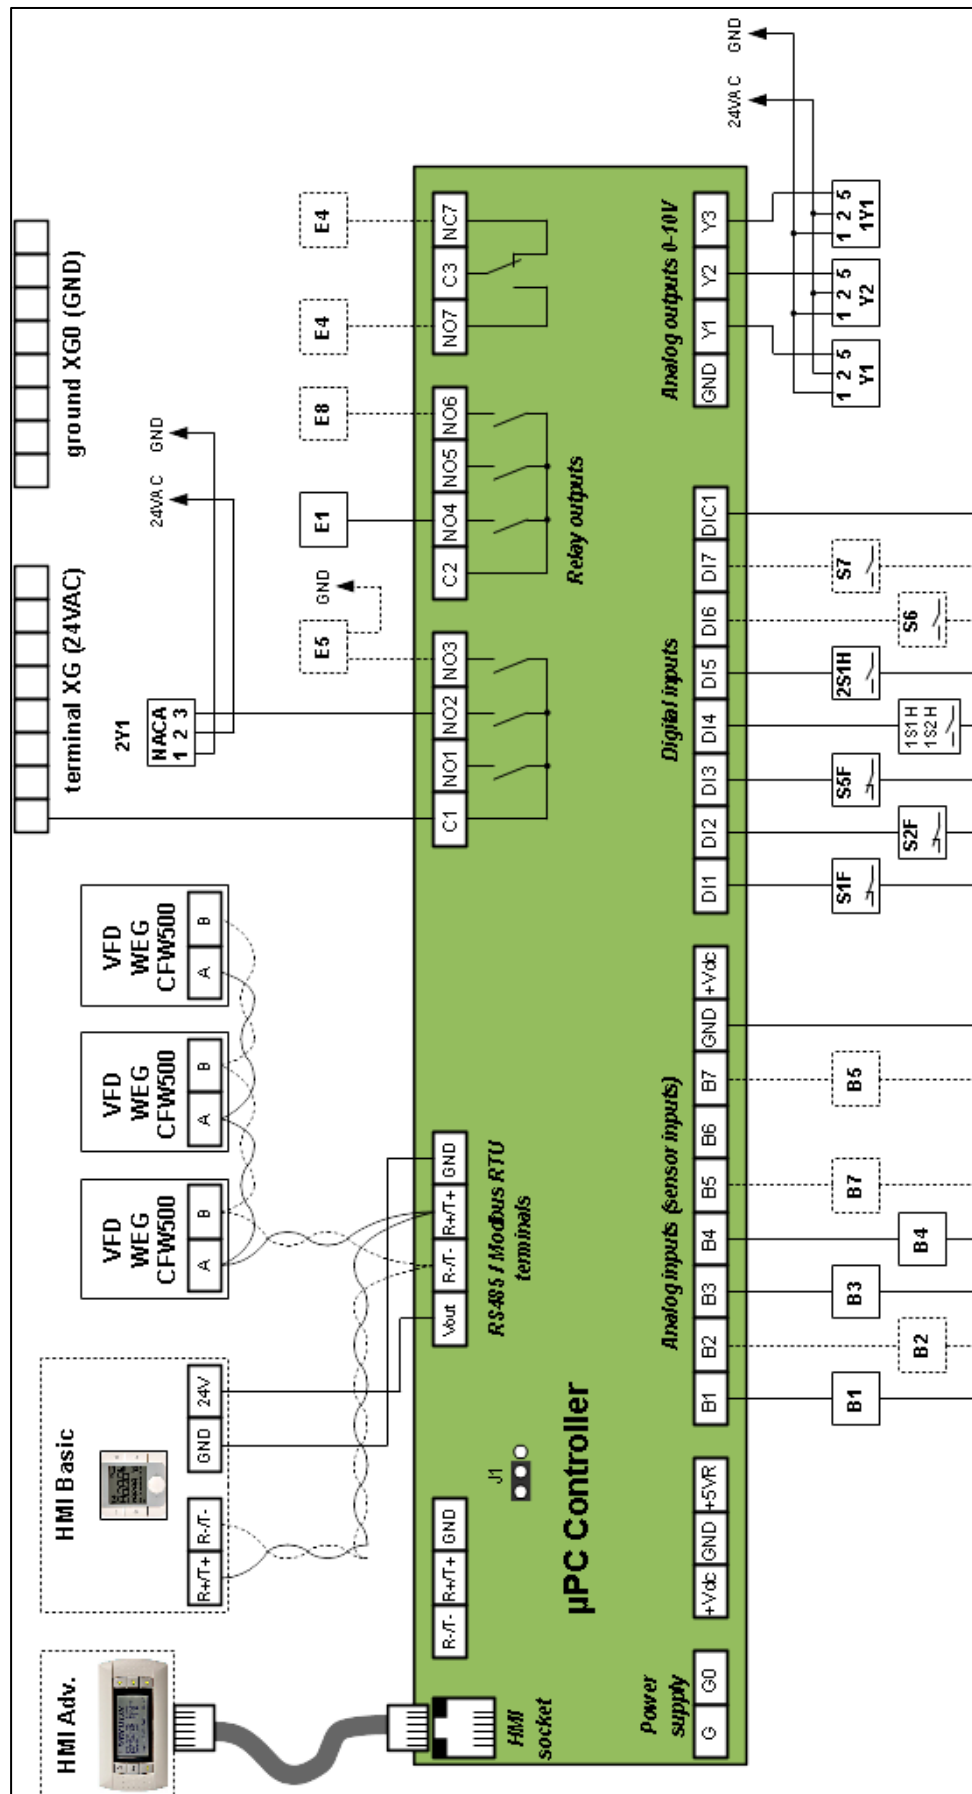 HMI Adv.
HMI Basic
R+/T+ R-/T- GND 24V
VFD
WEG
CFW500
A B
VFD
WEG
CFW500
A B
VFD
WEG
CFW500
A B
terminal XG (24VAC)
ground XG0 (GND)
2Y1
NACA
1 2 3
24VAC
GND
E5
GND
E1
E8
E4
E4
R-/T- R+/T+ GND
Vout R-/T- R+/T+ GND
C1 NO1 NO2 NO3
C2 NO4 NO5 NO6
NO7 C3 NC7
HMI
socket
J1
RS485 / Modbus RTU
terminals
Relay outputs
µPC Controller
Power
supply
Analog inputs (sensor inputs)
Digital inputs
Analog outputs 0-10V
G G0
+Vdc GND +5VR
B1 B2 B3 B4 B5 B6 B7 GND +Vdc
DI1 DI2 DI3 DI4 DI5 DI6 DI7 DIC1
GND Y1 Y2 Y3
24VAC
GND
B1
B3
B7
B5
S1F
S5F
2S1H
S7
1 2 5
Y1
1 2 5
Y2
1 2 5
1Y1
B2
B4
S2F
1S1H
1S2H
S6